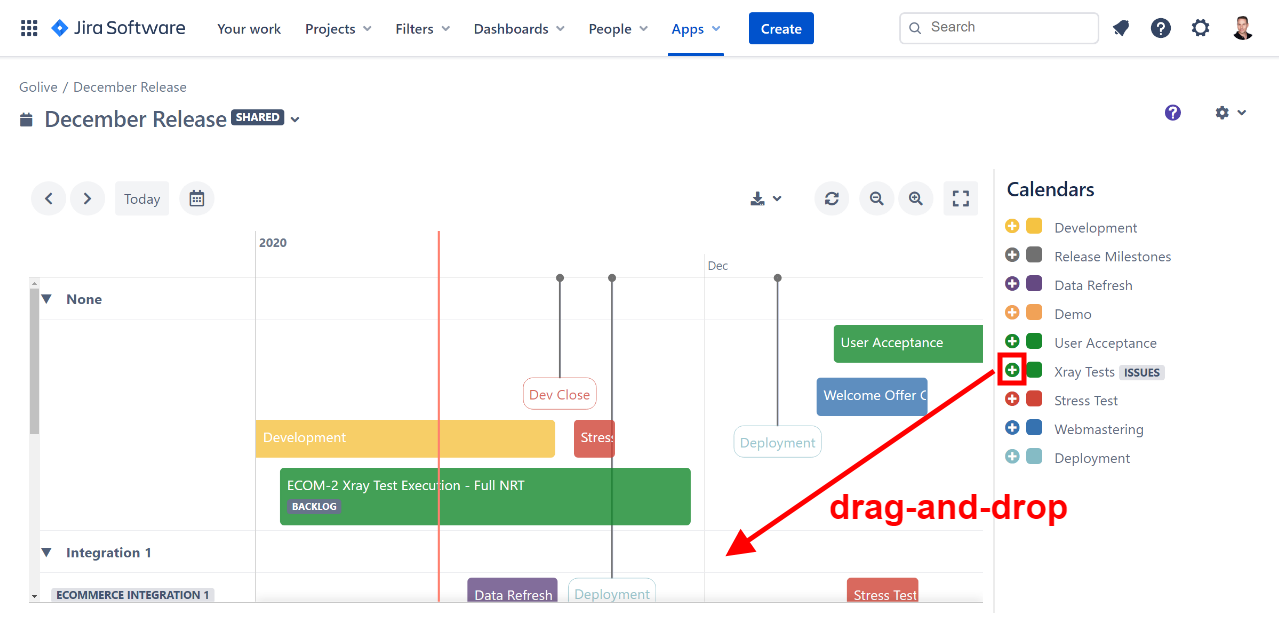 Jira Software Your work Projects Filters Dashboards People Apps Create Search
Golive / December Release
December Release SHARED
Today
2020
Dec
None
User Acceptance
Dev Close
Welcome Offer
Development
Stress
Deployment
ECOM-2 Xray Test Execution - Full NRT
BACKLOG
Integration 1
ECOMMERCE INTEGRATION 1
Data Refresh
Deployment
Stress Test
Calendars
Development
Release Milestones
Data Refresh
Demo
User Acceptance
Xray Tests ISSUES
Stress Test
Webmastering
Deployment
drag-and-drop